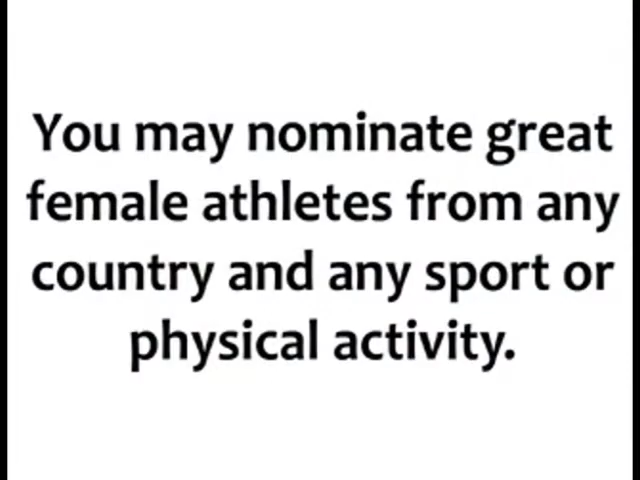 You may nominate great
female athletes from any
country and any sport or
physical activity.